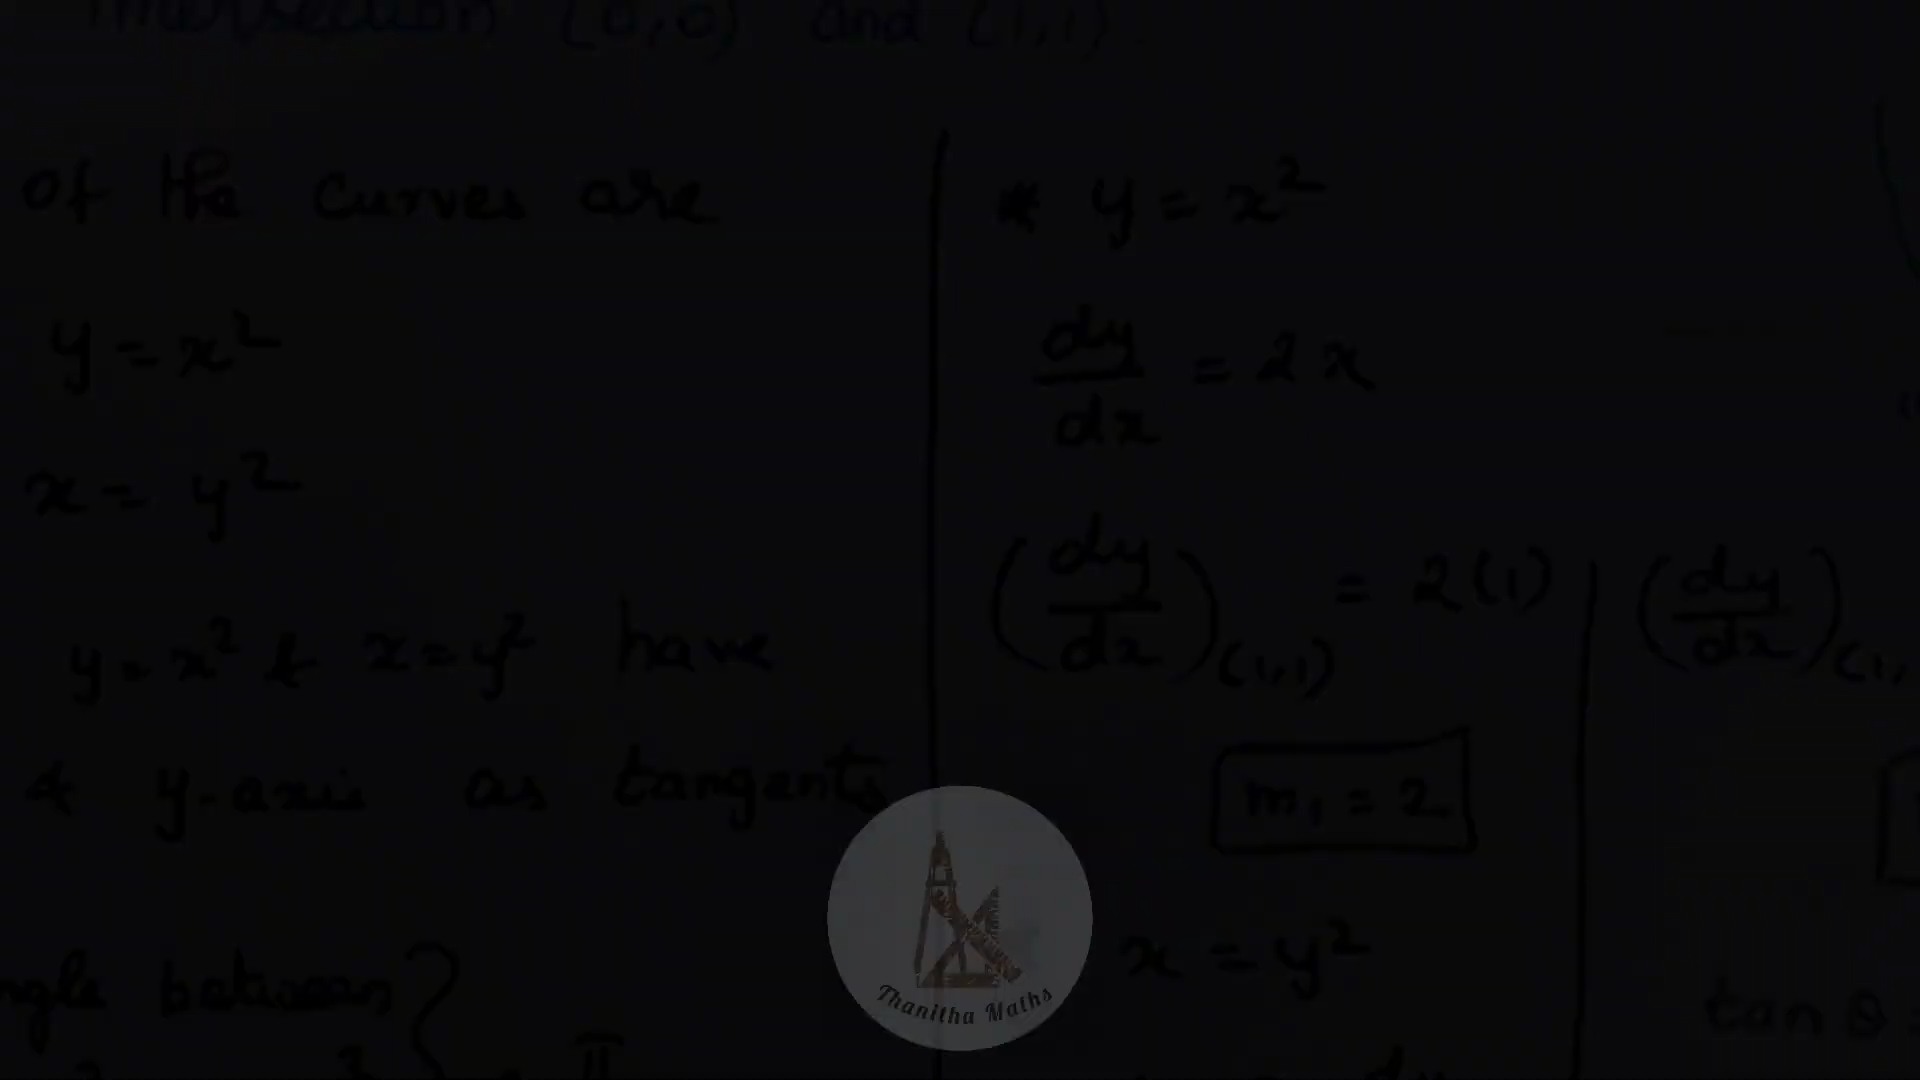 Intersection (0,0) and (1,1)
of the curves are
y = x²
x = y²
y = x² & x = y² have
& y-axis as tangents
between
π
* y = x²
dy/dx = 2x
(dy/dx)(1,1) = 2(1)
m₁ = 2
x = y²
dy
(dy/dx)(1,
tan θ =
Thanitha Maths